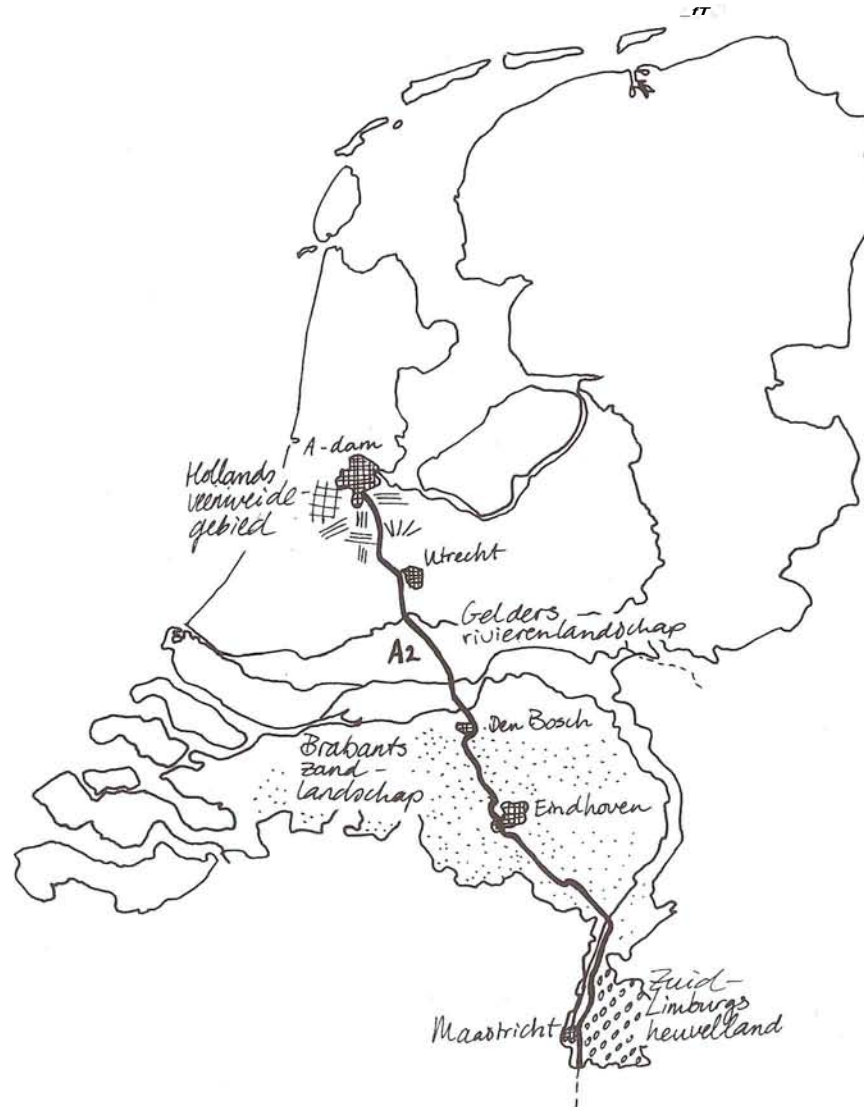 A-dam
Hollands
veenweide-
gebied
Utrecht
Gelders
rivierenlandschap
A2
Den Bosch
Brabants
zand-
landschap
Eindhoven
Zuid-
Limburgs
heuvelland
Maastricht